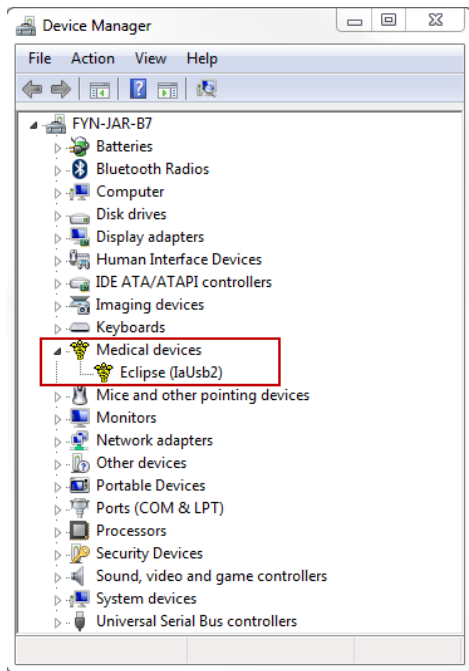 Device Manager
File Action View Help
FYN-JAR-B7
Batteries
Bluetooth Radios
Computer
Disk drives
Display adapters
Human Interface Devices
IDE ATA/ATAPI controllers
Imaging devices
Keyboards
Medical devices
Eclipse (IaUsb2)
Mice and other pointing devices
Monitors
Network adapters
Other devices
Portable Devices
Ports (COM & LPT)
Processors
Security Devices
Sound, video and game controllers
System devices
Universal Serial Bus controllers